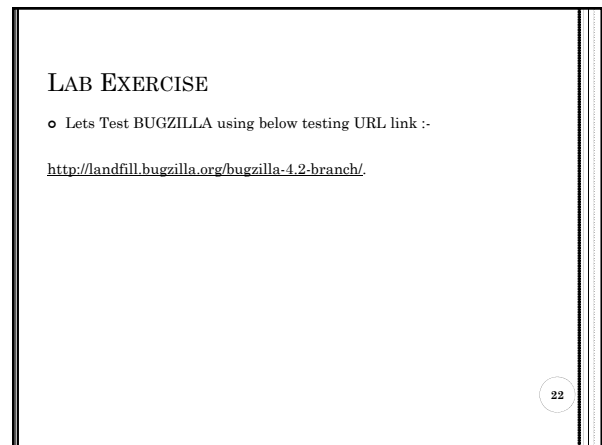 LAB EXERCISE
Lets Test BUGZILLA using below testing URL link :-
http://landfill.bugzilla.org/bugzilla-4.2-branch/.
22